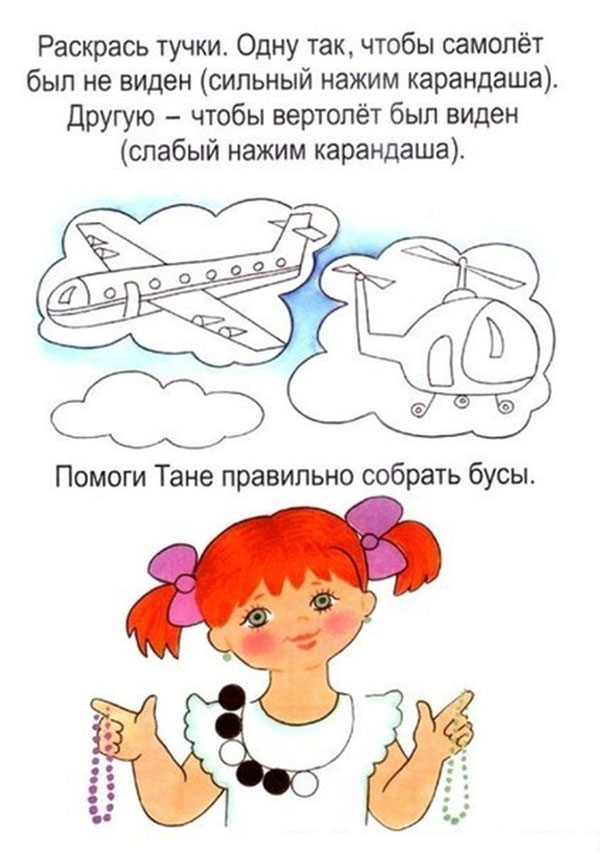 Раскрась тучки. Одну так, чтобы самолёт
был не виден (сильный нажим карандаша).
Другую – чтобы вертолёт был виден
(слабый нажим карандаша).
Помоги Тане правильно собрать бусы.